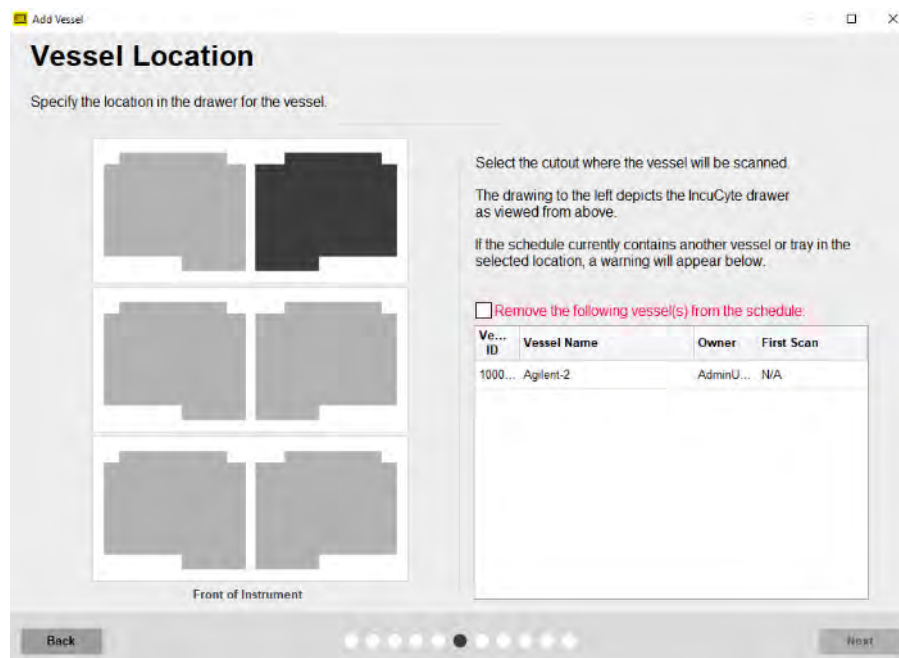 Add Vessel
Vessel Location
Specify the location in the drawer for the vessel.
Select the cutout where the vessel will be scanned.
The drawing to the left depicts the IncuCyte drawer
as viewed from above.
If the schedule currently contains another vessel or tray in the
selected location, a warning will appear below.
Remove the following vessel(s) from the schedule:
Ve... ID Vessel Name Owner First Scan
1000... Agilent-2 AdminU... N/A
Front of Instrument
Back Next